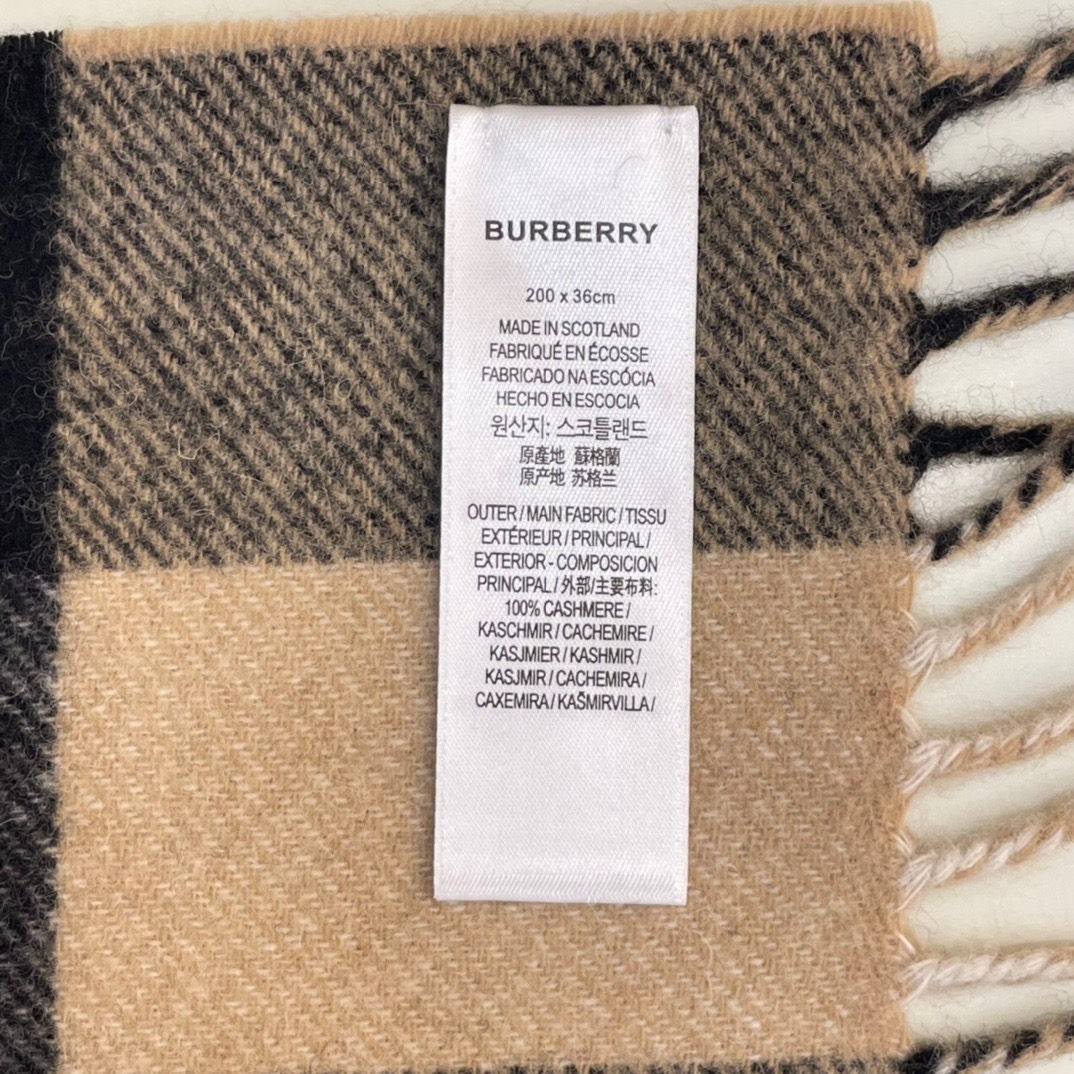 BURBERRY
200 x 36cm
MADE IN SCOTLAND
FABRIQUÉ EN ÉCOSSE
FABRICADO NA ESCÓCIA
HECHO EN ESCOCIA
원산지: 스코틀랜드
原產地 蘇格蘭
原产地 苏格兰
OUTER / MAIN FABRIC / TISSU
EXTÉRIEUR / PRINCIPAL /
EXTERIOR - COMPOSICION
PRINCIPAL / 外部/主要布料:
100% CASHMERE /
KASCHMIR / CACHEMIRE /
KASJMIER / KASHMIR /
KASJMIR / CACHEMIRA /
CAXEMIRA / KAŠMIRVILLA /